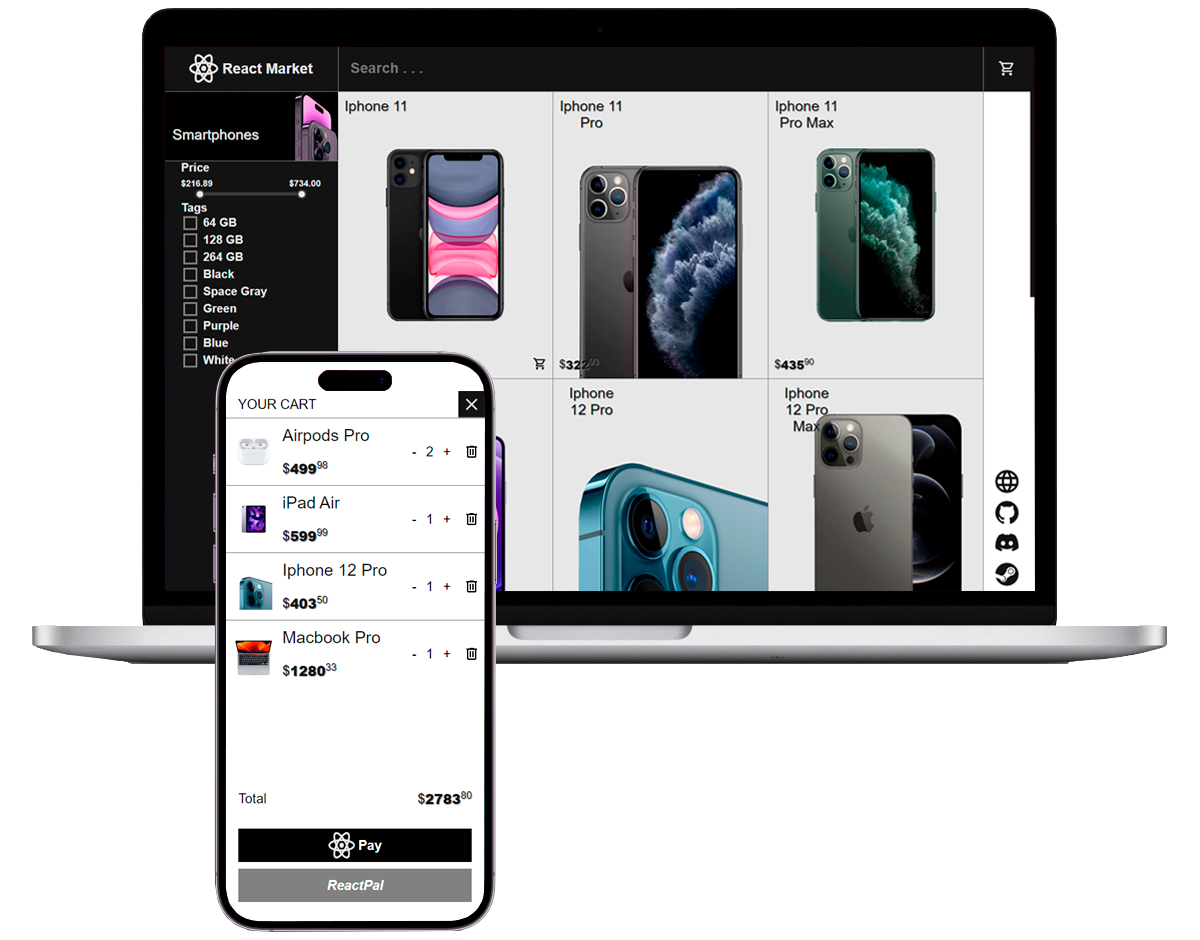 React Market
Search . . .
Smartphones
Price
$216.89 $734.00
Tags
64 GB
128 GB
264 GB
Black
Space Gray
Green
Purple
Blue
White
Iphone 11
Iphone 11
Pro
$322.93
Iphone 11
Pro Max
$435.90
Iphone
12 Pro
Iphone
12 Pro
Max
YOUR CART
Airpods Pro
$499.98
- 2 +
iPad Air
$599.99
- 1 +
Iphone 12 Pro
$403.50
- 1 +
Macbook Pro
$1280.33
- 1 +
Total $2783.80
Pay
ReactPal